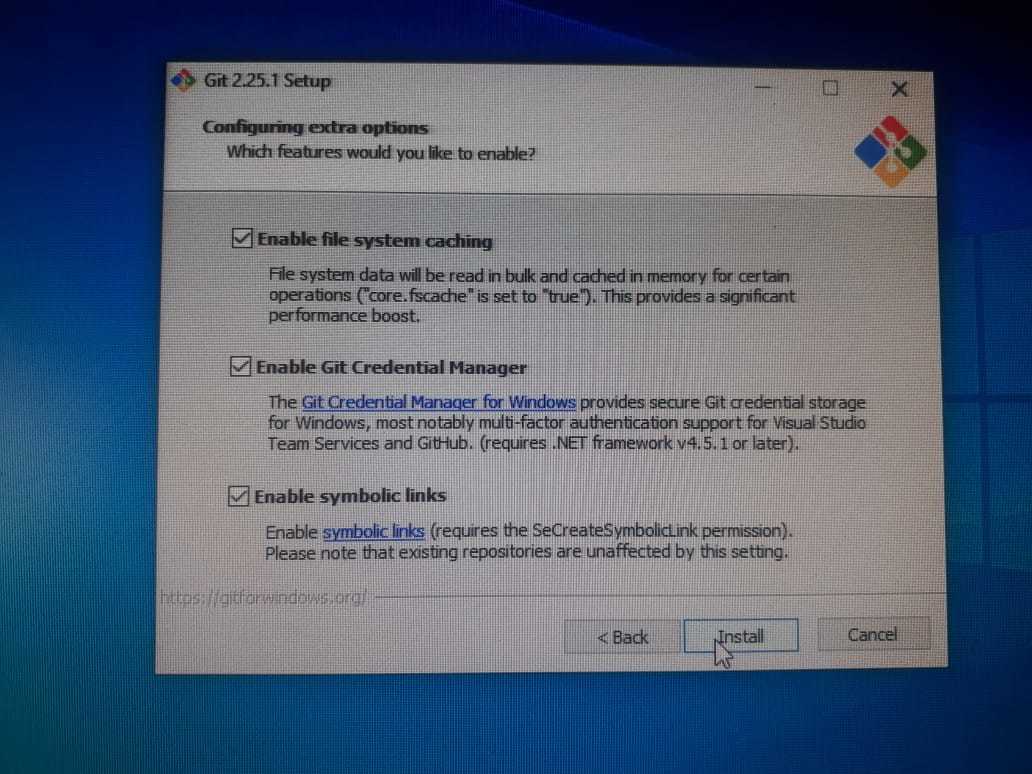 Git 2.25.1 Setup
Configuring extra options
Which features would you like to enable?
Enable file system caching
File system data will be read in bulk and cached in memory for certain
operations ("core.fscache" is set to "true"). This provides a significant
performance boost.
Enable Git Credential Manager
The Git Credential Manager for Windows provides secure Git credential storage
for Windows, most notably multi-factor authentication support for Visual Studio
Team Services and GitHub. (requires .NET framework v4.5.1 or later).
Enable symbolic links
Enable symbolic links (requires the SeCreateSymbolicLink permission).
Please note that existing repositories are unaffected by this setting.
https://gitforwindows.org/
< Back
Install
Cancel